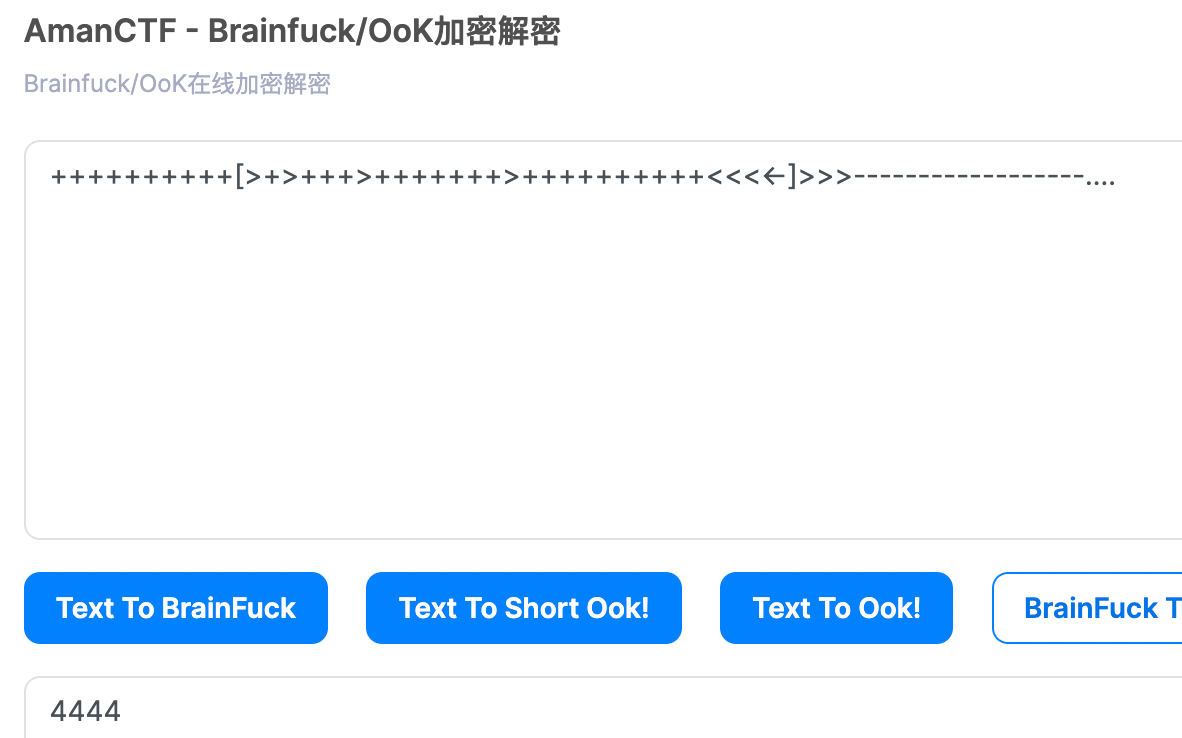 AmanCTF - Brainfuck/OoK加密解密
Brainfuck/OoK在线加密解密
++++++++++[>+>+++>+++++++>++++++++++<<<←]>>>------------------....
Text To BrainFuck
Text To Short Ook!
Text To Ook!
BrainFuck T
4444